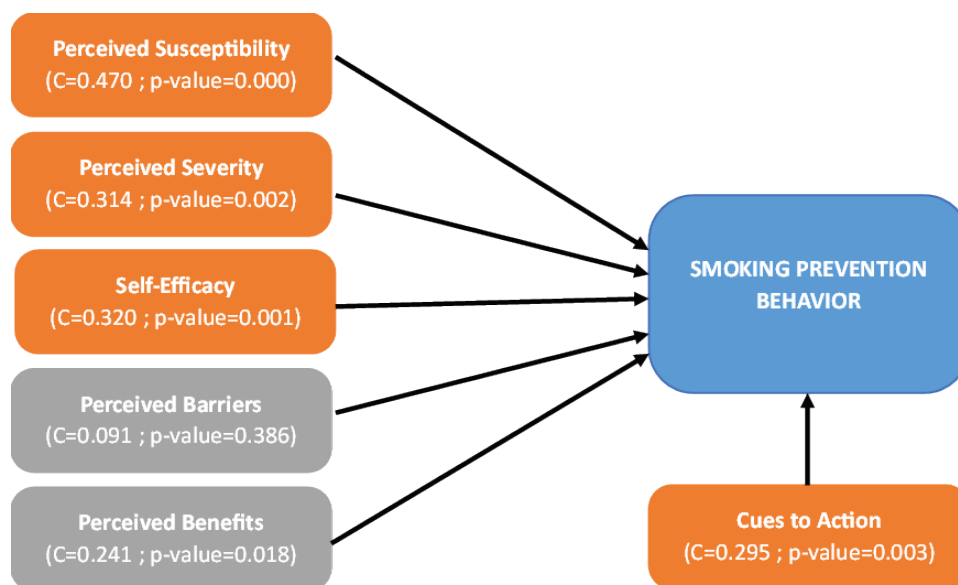 Perceived Susceptibility
(C=0.470 ; p-value=0.000)
Perceived Severity
(C=0.314 ; p-value=0.002)
Self-Efficacy
(C=0.320 ; p-value=0.001)
Perceived Barriers
(C=0.091 ; p-value=0.386)
Perceived Benefits
(C=0.241 ; p-value=0.018)
SMOKING PREVENTION
BEHAVIOR
Cues to Action
(C=0.295 ; p-value=0.003)